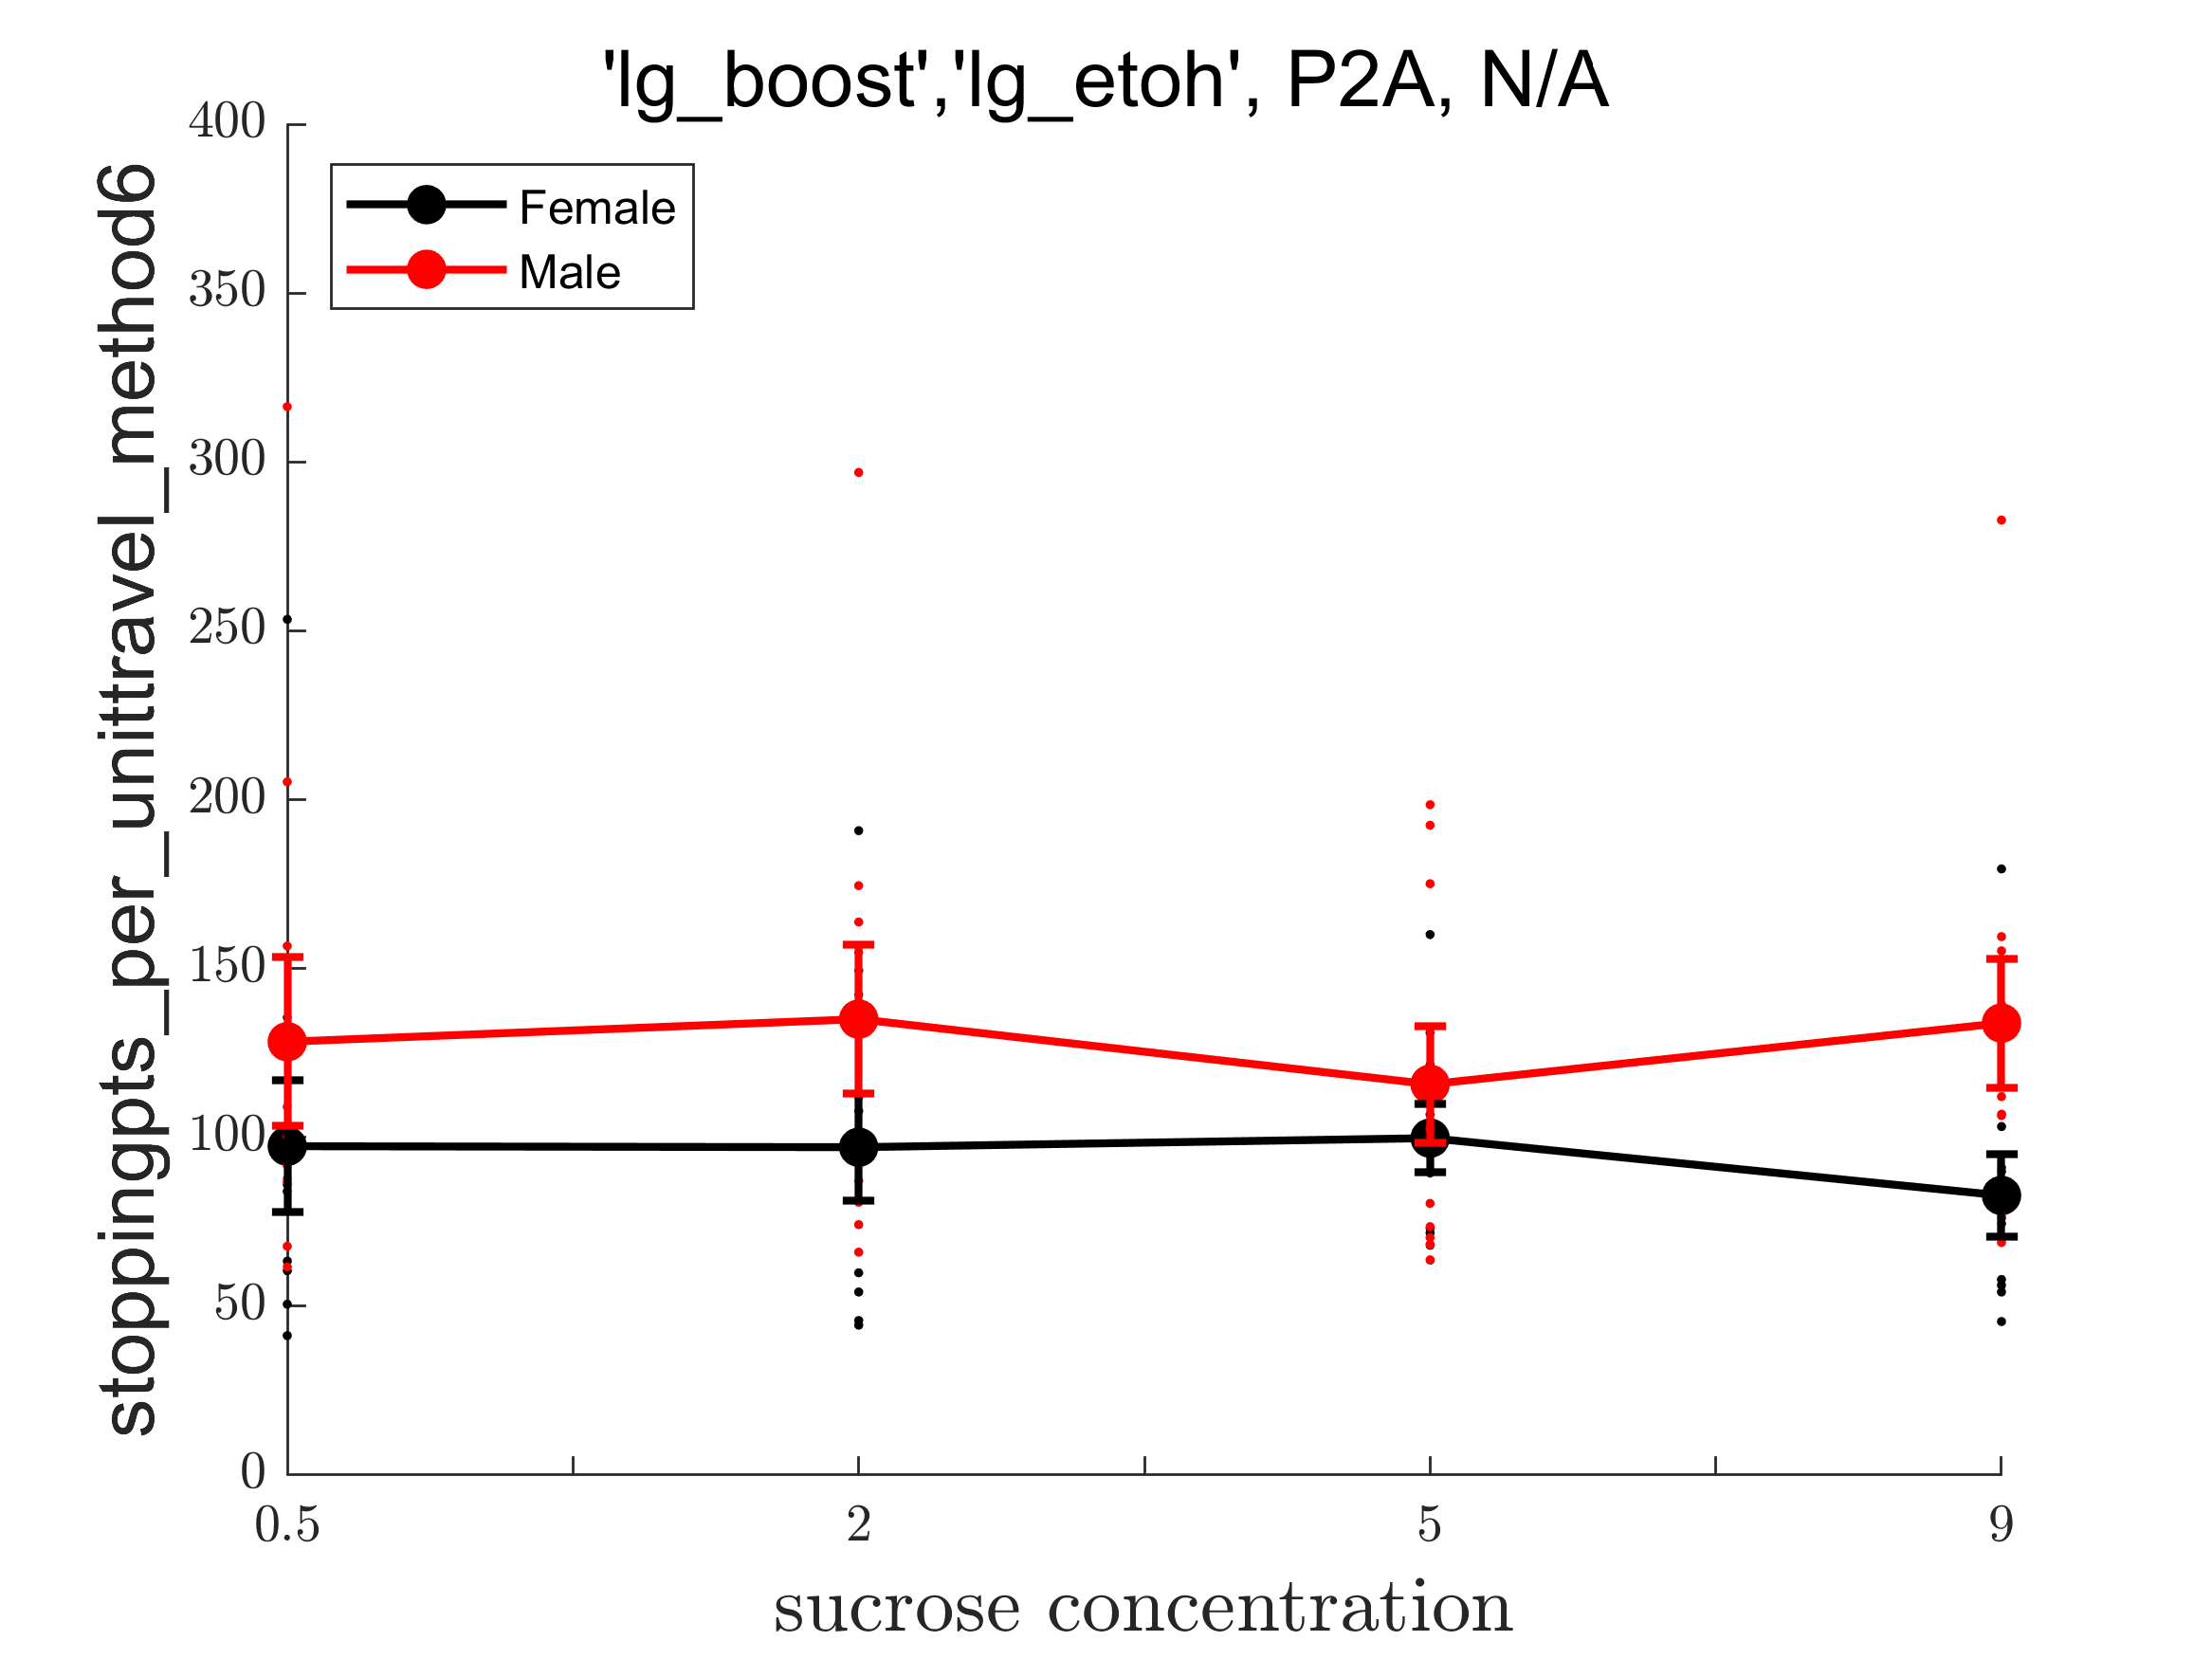 'lg_boost','lg_etoh', P2A, N/A
stoppingpts_per_unittravel_method6
400
350
300
250
200
150
100
50
0
Female
Male
0.5
2
5
9
sucrose concentration